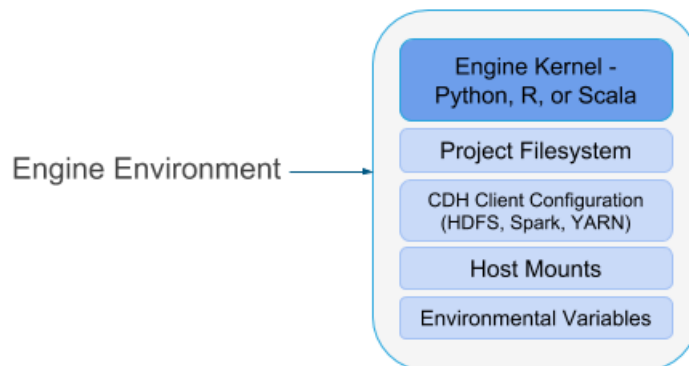 Engine Environment
Engine Kernel -
Python, R, or Scala
Project Filesystem
CDH Client Configuration
(HDFS, Spark, YARN)
Host Mounts
Environmental Variables